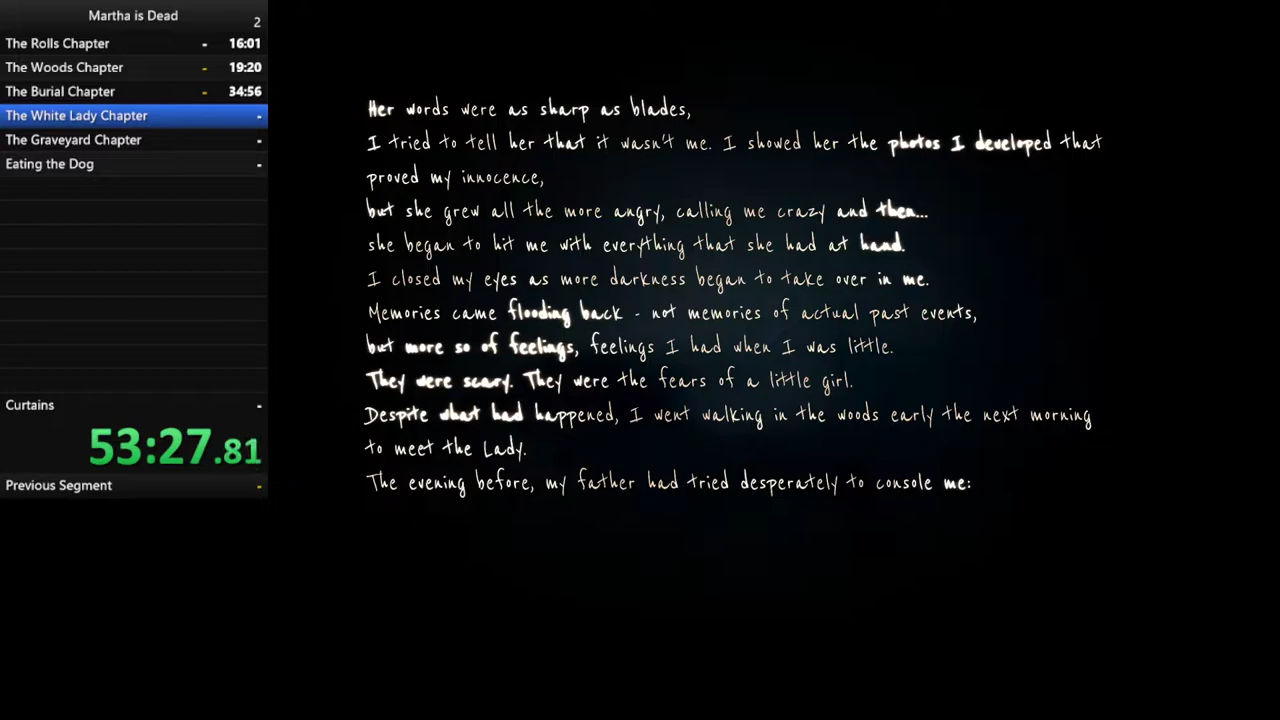 Martha is Dead
2
The Rolls Chapter - 16:01
The Woods Chapter - 19:20
The Burial Chapter - 34:56
The White Lady Chapter -
The Graveyard Chapter -
Eating the Dog -
Curtains -
53:27.81
Previous Segment -
Her words were as sharp as blades,
I tried to tell her that it wasn't me. I showed her the photos I developed that
proved my innocence,
but she grew all the more angry, calling me crazy and then...
she began to hit me with everything that she had at hand.
I closed my eyes as more darkness began to take over in me.
Memories came flooding back - not memories of actual past events,
but more so of feelings, feelings I had when I was little.
They were scary. They were the fears of a little girl.
Despite what had happened, I went walking in the woods early the next morning
to meet the Lady.
The evening before, my father had tried desperately to console me: